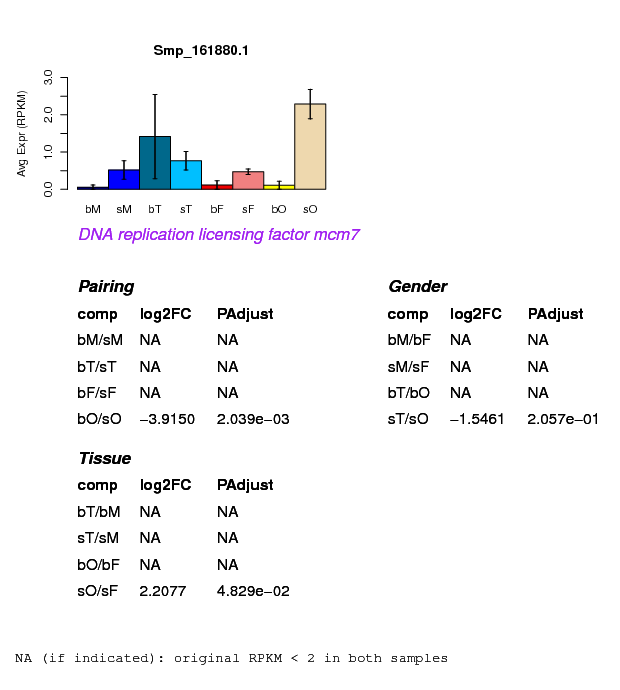 Smp_161880.1
Avg Expr (RPKM)
3.0
2.0
1.0
0.0
bM sM bT sT bF sF bO sO
DNA replication licensing factor mcm7
Pairing
comp log2FC PAdjust
bM/sM NA NA
bT/sT NA NA
bF/sF NA NA
bO/sO −3.9150 2.039e−03
Gender
comp log2FC PAdjust
bM/bF NA NA
sM/sF NA NA
bT/bO NA NA
sT/sO −1.5461 2.057e−01
Tissue
comp log2FC PAdjust
bT/bM NA NA
sT/sM NA NA
bO/bF NA NA
sO/sF 2.2077 4.829e−02
NA (if indicated): original RPKM < 2 in both samples